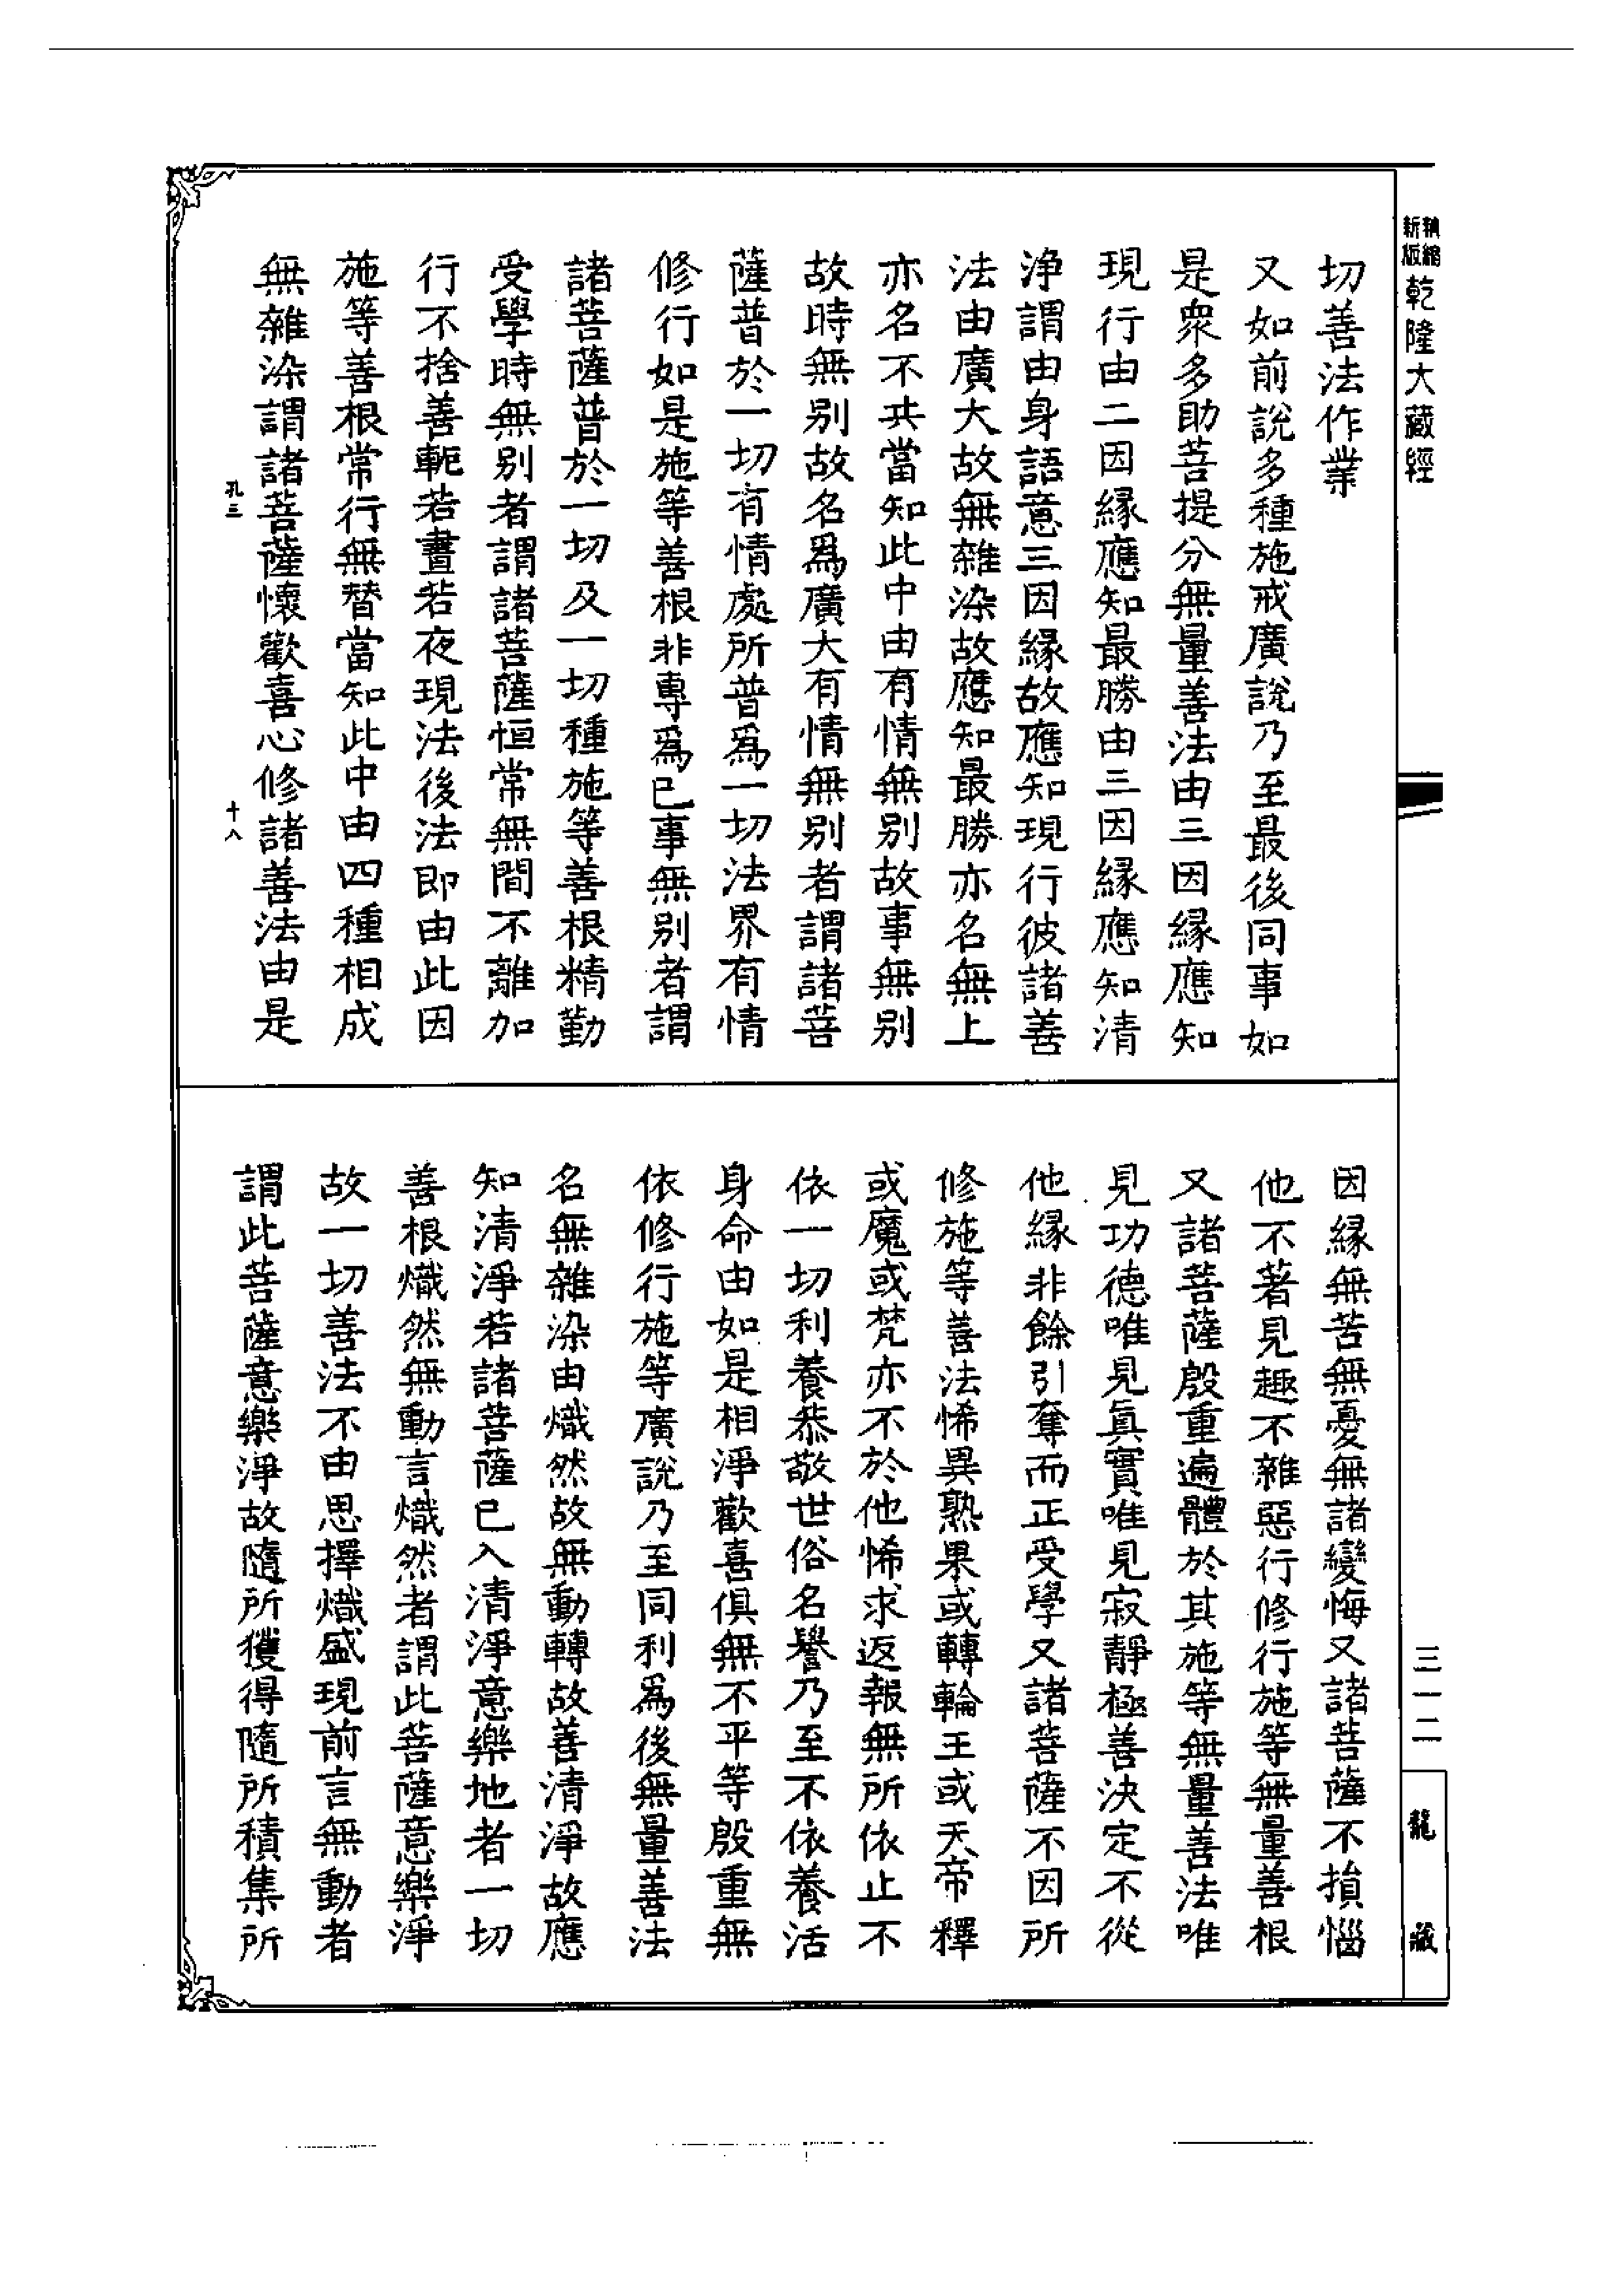 精縮新版乾隆大藏經
切善法作業
又如前說多種施戒廣說乃至最後同事如
是衆多助菩提分無量善法由三因縁應知
現行由二因縁應知最勝由三因縁應知清
淨謂由身語意三因縁故應知現行彼諸善
法由廣大故無雜染故應知最勝亦名無上
亦名不共當知此中由有情無别故事無别
故時無别故名爲廣大有情無别者謂諸菩
薩普於一切有情處所普爲一切法界有情
修行如是施等善根非專爲已事無别者謂
諸菩薩普於一切及一切種施等善根精勤
受學時無别者謂諸菩薩恒常無間不離加
行不捨善軛若晝若夜現法後法即由此因
施等善根常行無替當知此中由四種相成
無雜染謂諸菩薩懷歡喜心修諸善法由是
孔三
十八
因縁無苦無憂無諸變悔又諸菩薩不損惱
他不著見趣不雜惡行修行施等無量善根
又諸菩薩殷重遍體於其施等無量善法唯
見功德唯見眞實唯見寂靜極善決定不從
他縁非餘引奪而正受學又諸菩薩不因所
修施等善法悕異熟果或轉輪王或天帝釋
或魔或梵亦不於他悕求返報無所依止不
依一切利養恭敬世俗名譽乃至不依養活
身命由如是相淨歡喜俱無不平等殷重無
依修行施等廣說乃至同利爲後無量善法
名無雜染由熾然故無動轉故善清淨故應
知清淨若諸菩薩已入清淨意樂地者一切
善根熾然無動言熾然者謂此菩薩意樂淨
故一切善法不由思擇熾盛現前言無動者
謂此菩薩意樂淨故隨所獲得隨所積集所
三一二
龍藏